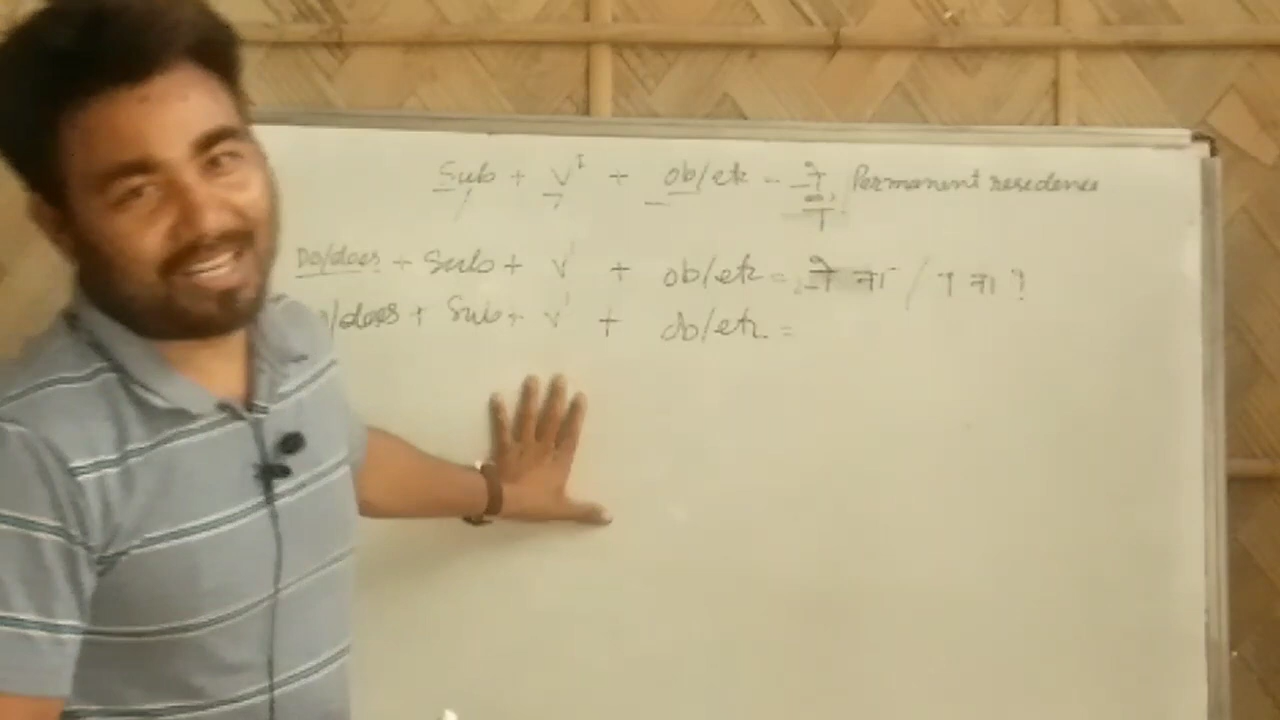 Sub + V¹ + ob/etc - ने Permanent residence
Do/does + Sub + V¹ + ob/etc = ने ना / ना ?
/does + Sub + V¹ + ob/etc =